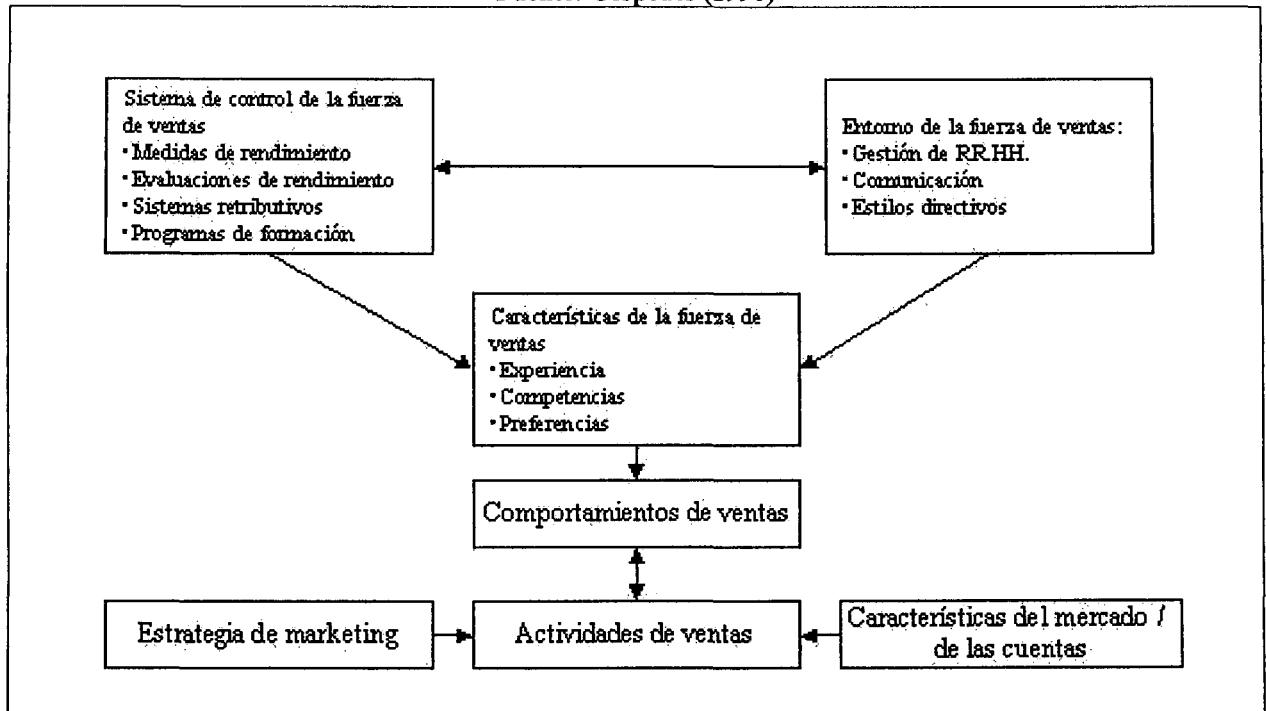 Sistema de control de la fuerza
de ventas
• Medidas de rendimiento
• Evaluaciones de rendimiento
• Sistemas retributivos
• Programas de formación
Entorno de la fuerza de ventas:
• Gestión de RR.HH.
• Comunicación
• Estilos directivos
Características de la fuerza de
ventas
• Experiencia
• Competencias
• Preferencias
Comportamientos de ventas
Estrategia de marketing
Actividades de ventas
Características del mercado /
de las cuentas